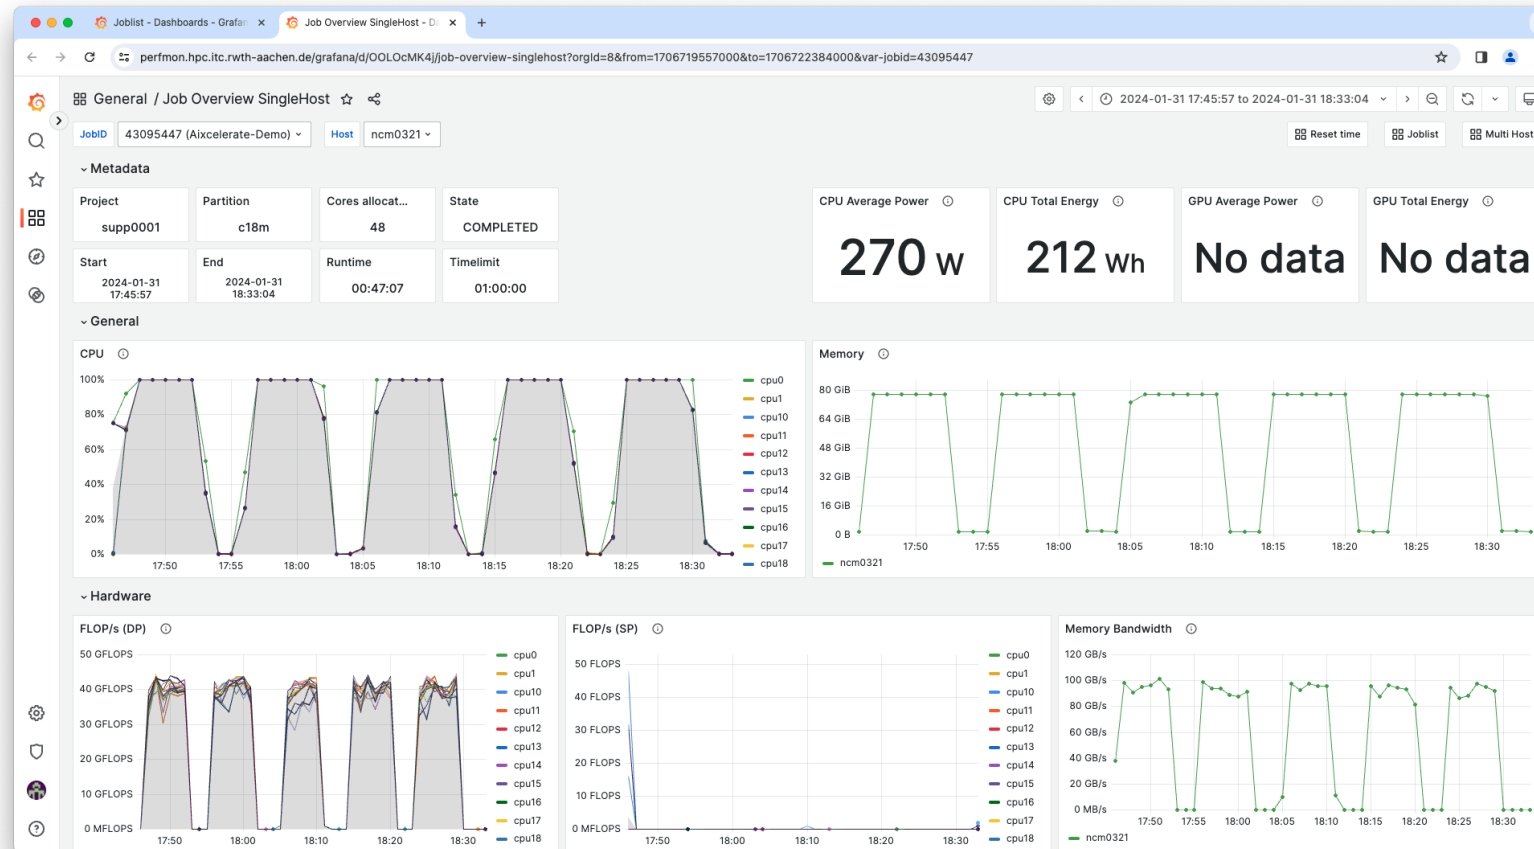 Joblist - Dashboards - Grafan
Job Overview SingleHost - Da
perfmon.hpc.itc.rwth-aachen.de/grafana/d/OOLOcMK4j/job-overview-singlehost?orgId=8&from=1706719557000&to=1706722384000&var-jobid=43095447
General / Job Overview SingleHost
2024-01-31 17:45:57 to 2024-01-31 18:33:04
JobID 43095447 (Aixcelerate-Demo) Host ncm0321
Reset time Joblist Multi Host
Metadata
Project Partition Cores allocat... State
supp0001 c18m 48 COMPLETED
Start End Runtime Timelimit
2024-01-31 17:45:57
2024-01-31 18:33:04
00:47:07 01:00:00
CPU Average Power CPU Total Energy GPU Average Power GPU Total Energy
270 W 212 Wh No data No data
General
CPU
100%
80%
60%
40%
20%
0%
17:50 17:55 18:00 18:05 18:10 18:15 18:20 18:25 18:30
cpu0
cpu1
cpu10
cpu11
cpu12
cpu13
cpu14
cpu15
cpu16
cpu17
cpu18
Memory
80 GiB
64 GiB
48 GiB
32 GiB
16 GiB
0 B
17:50 17:55 18:00 18:05 18:10 18:15 18:20 18:25 18:30
ncm0321
Hardware
FLOP/s (DP)
50 GFLOPS
40 GFLOPS
30 GFLOPS
20 GFLOPS
10 GFLOPS
0 MFLOPS
17:50 18:00 18:10 18:20 18:30
cpu0
cpu1
cpu10
cpu11
cpu12
cpu13
cpu14
cpu15
cpu16
cpu17
cpu18
FLOP/s (SP)
50 FLOPS
40 FLOPS
30 FLOPS
20 FLOPS
10 FLOPS
0 MFLOPS
17:50 18:00 18:10 18:20 18:30
cpu0
cpu1
cpu10
cpu11
cpu12
cpu13
cpu14
cpu15
cpu16
cpu17
cpu18
Memory Bandwidth
120 GB/s
100 GB/s
80 GB/s
60 GB/s
40 GB/s
20 GB/s
0 MB/s
17:50 17:55 18:00 18:05 18:10 18:15 18:20 18:25 18:30
ncm0321